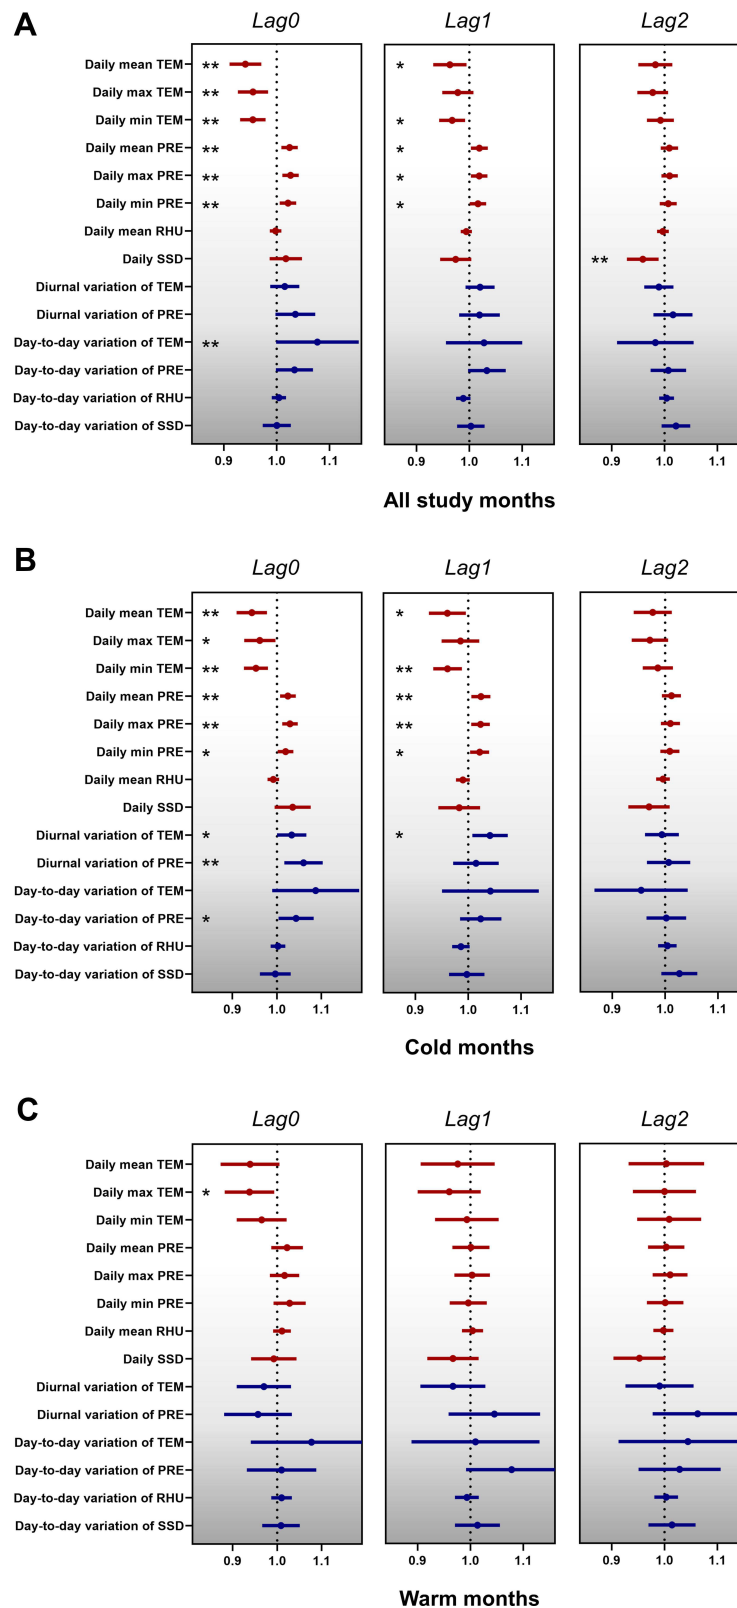 A
Lag0 Lag1 Lag2
Daily mean TEM ** *
Daily max TEM **
Daily min TEM ** *
Daily mean PRE ** *
Daily max PRE ** *
Daily min PRE ** *
Daily mean RHU
Daily SSD **
Diurnal variation of TEM
Diurnal variation of PRE
Day-to-day variation of TEM **
Day-to-day variation of PRE
Day-to-day variation of RHU
Day-to-day variation of SSD
0.9 1.0 1.1 0.9 1.0 1.1 0.9 1.0 1.1
All study months
B
Lag0 Lag1 Lag2
Daily mean TEM ** *
Daily max TEM *
Daily min TEM ** **
Daily mean PRE ** **
Daily max PRE ** **
Daily min PRE * *
Daily mean RHU
Daily SSD
Diurnal variation of TEM * *
Diurnal variation of PRE **
Day-to-day variation of TEM
Day-to-day variation of PRE *
Day-to-day variation of RHU
Day-to-day variation of SSD
0.9 1.0 1.1 0.9 1.0 1.1 0.9 1.0 1.1
Cold months
C
Lag0 Lag1 Lag2
Daily mean TEM
Daily max TEM *
Daily min TEM
Daily mean PRE
Daily max PRE
Daily min PRE
Daily mean RHU
Daily SSD
Diurnal variation of TEM
Diurnal variation of PRE
Day-to-day variation of TEM
Day-to-day variation of PRE
Day-to-day variation of RHU
Day-to-day variation of SSD
0.9 1.0 1.1 0.9 1.0 1.1 0.9 1.0 1.1
Warm months